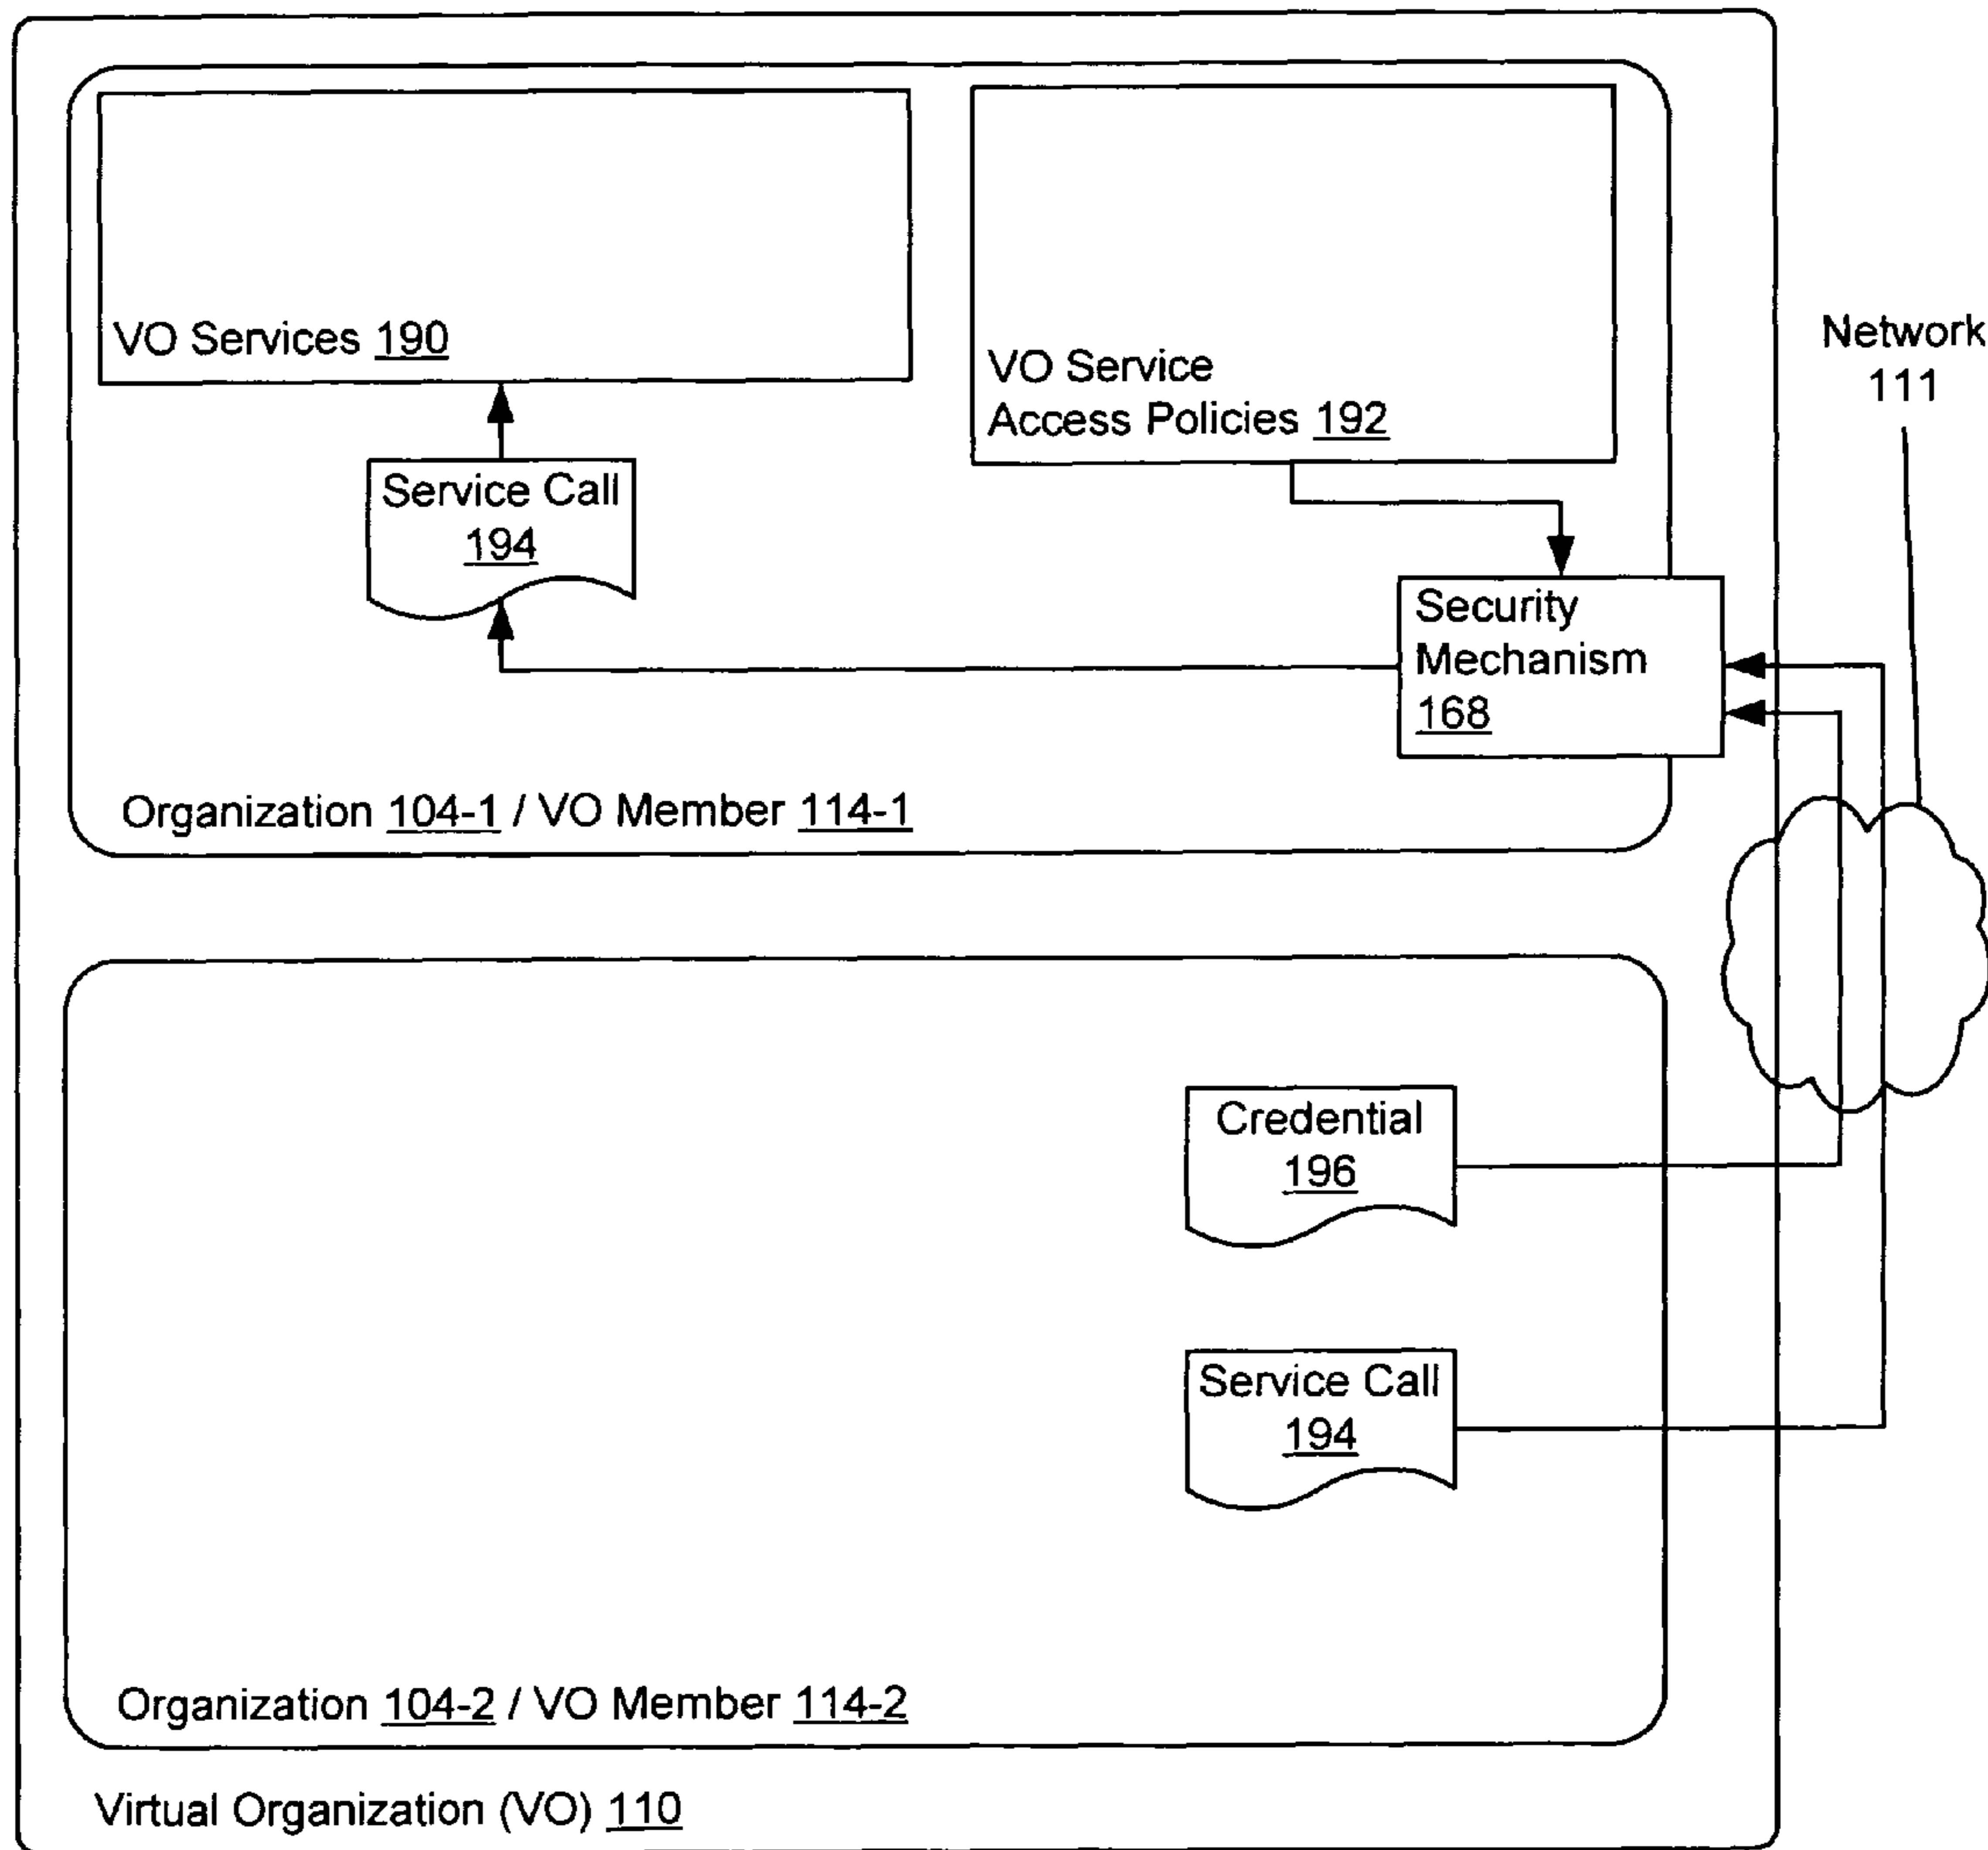 VO Services 190
VO Service
Access Policies 192
Network
111
Service Call
194
Security
Mechanism
168
Organization 104-1 / VO Member 114-1
Credential
196
Service Call
194
Organization 104-2 / VO Member 114-2
Virtual Organization (VO) 110